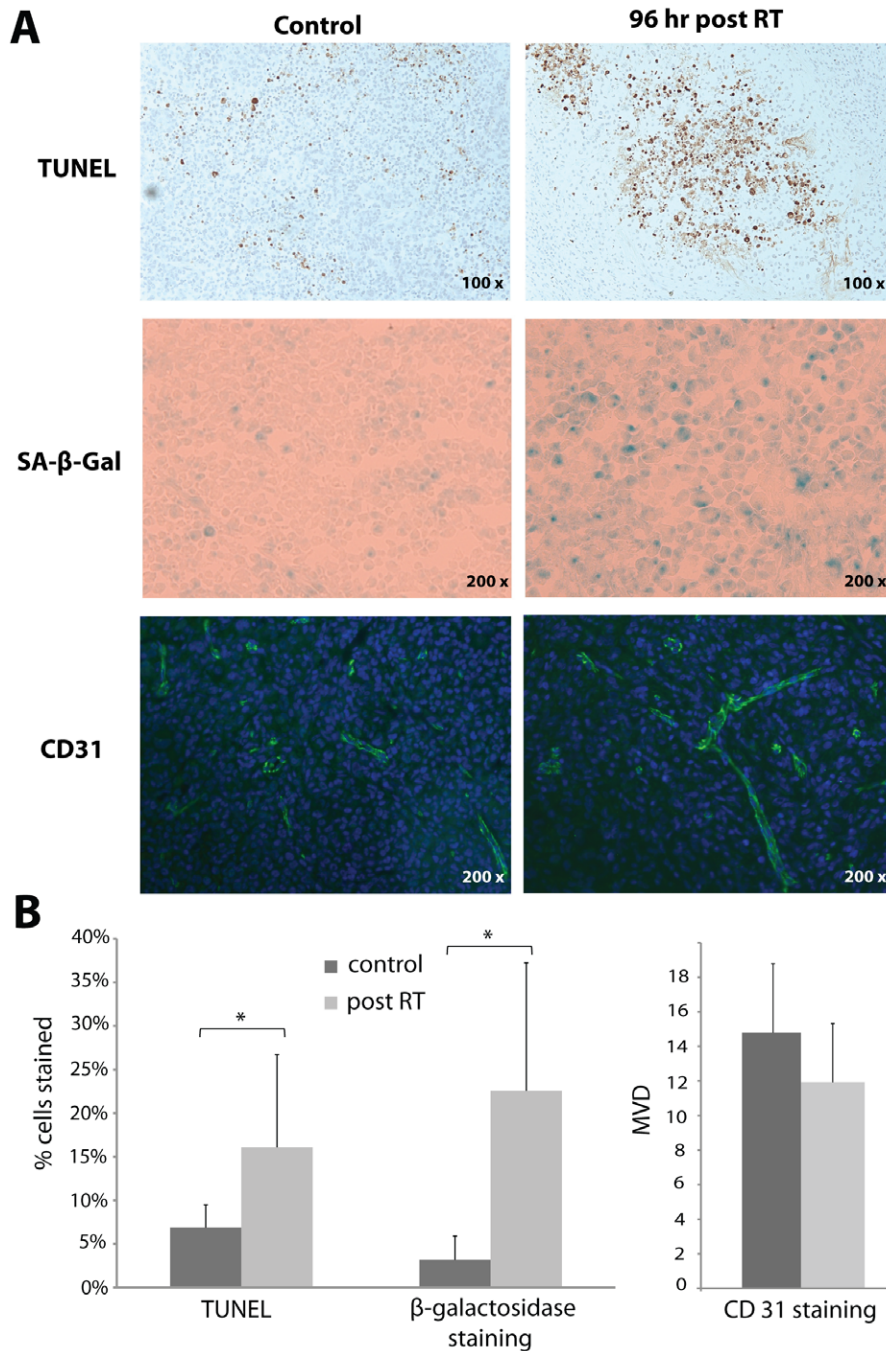 A
Control
96 hr post RT
TUNEL
100 x
100 x
SA-β-Gal
200 x
200 x
CD31
200 x
200 x
B
40%
35%
30%
25%
20%
15%
10%
5%
0%
% cells stained
*
*
control
post RT
TUNEL
β-galactosidase
staining
18
16
14
12
10
8
6
4
2
0
MVD
CD 31 staining